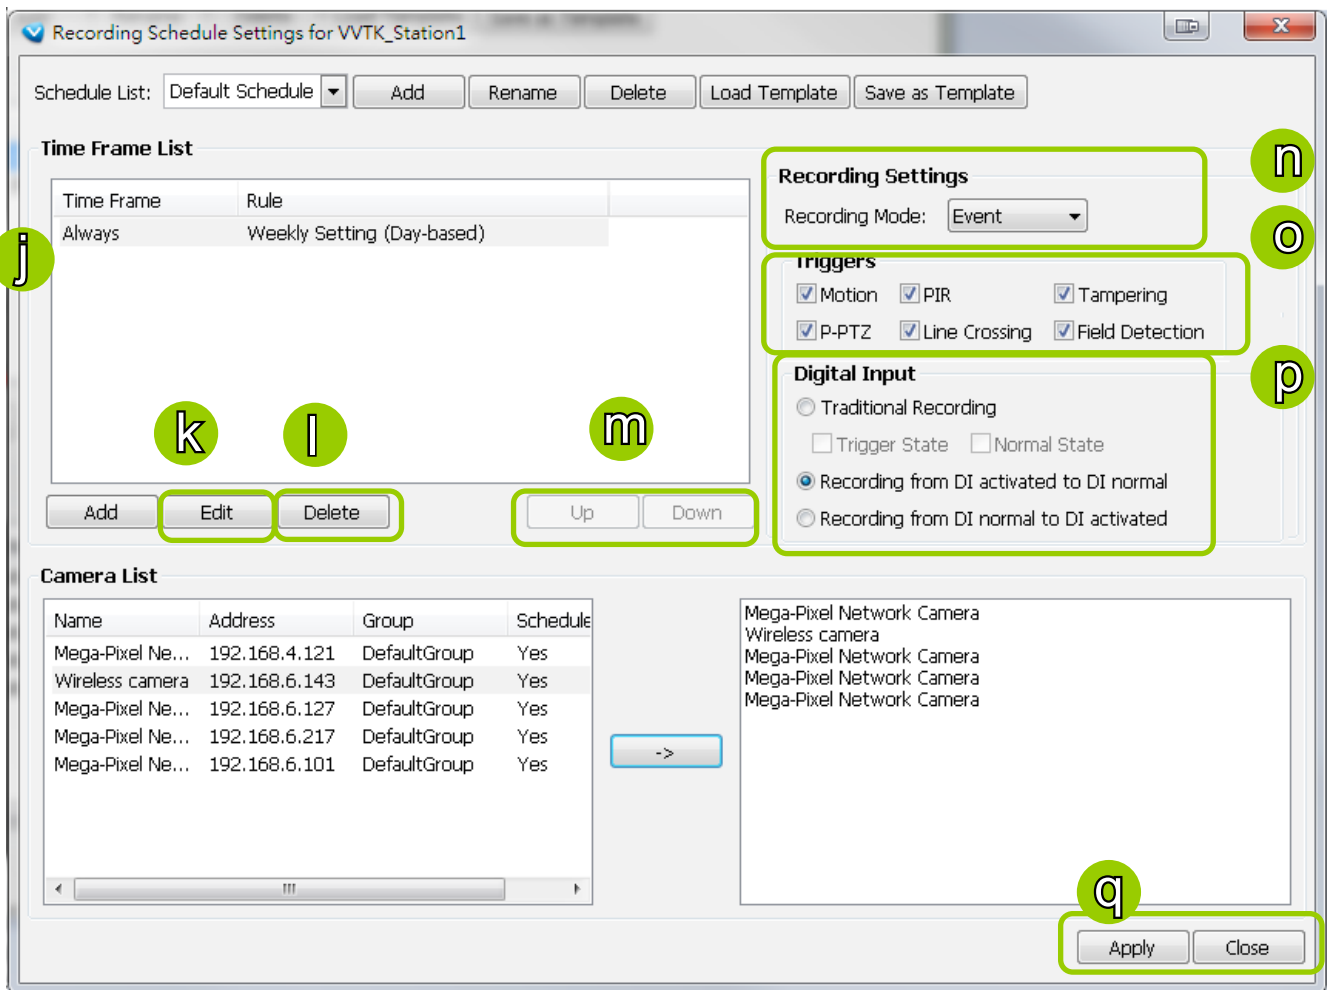 Save as Template
Recording Schedule Settings for VVTK_Station1
Schedule List: Default Schedule Add Rename Delete Load Template Save as Template
Time Frame List
Time Frame Rule
Always Weekly Setting (Day-based)
j
k
l
m
Add Edit Delete Up Down
Recording Settings
Recording Mode: Event
n
Triggers
o
Motion PIR Tampering
P-PTZ Line Crossing Field Detection
Digital Input
p
Traditional Recording
Trigger State Normal State
Recording from DI activated to DI normal
Recording from DI normal to DI activated
Camera List
Name Address Group Schedule
Mega-Pixel Ne... 192.168.4.121 DefaultGroup Yes
Wireless camera 192.168.6.143 DefaultGroup Yes
Mega-Pixel Ne... 192.168.6.127 DefaultGroup Yes
Mega-Pixel Ne... 192.168.6.217 DefaultGroup Yes
Mega-Pixel Ne... 192.168.6.101 DefaultGroup Yes
->
Mega-Pixel Network Camera
Wireless camera
Mega-Pixel Network Camera
Mega-Pixel Network Camera
Mega-Pixel Network Camera
q
Apply Close